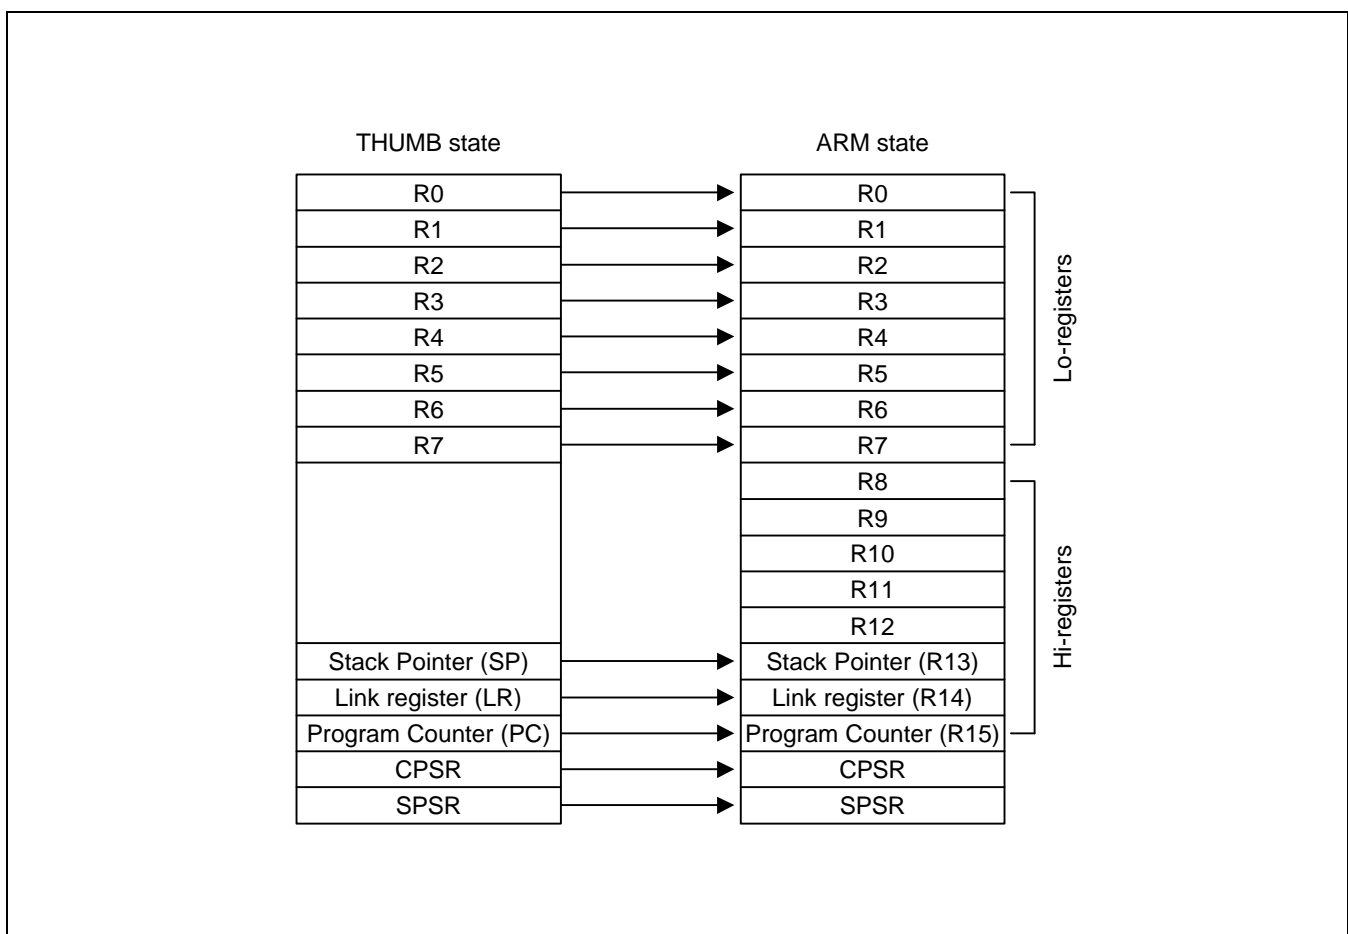 THUMB state
ARM state
R0
R0
R1
R1
R2
R2
R3
R3
R4
R4
R5
R5
R6
R6
R7
R7
R8
R9
R10
R11
R12
Stack Pointer (SP)
Stack Pointer (R13)
Link register (LR)
Link register (R14)
Program Counter (PC)
Program Counter (R15)
CPSR
CPSR
SPSR
SPSR
Lo-registers
Hi-registers